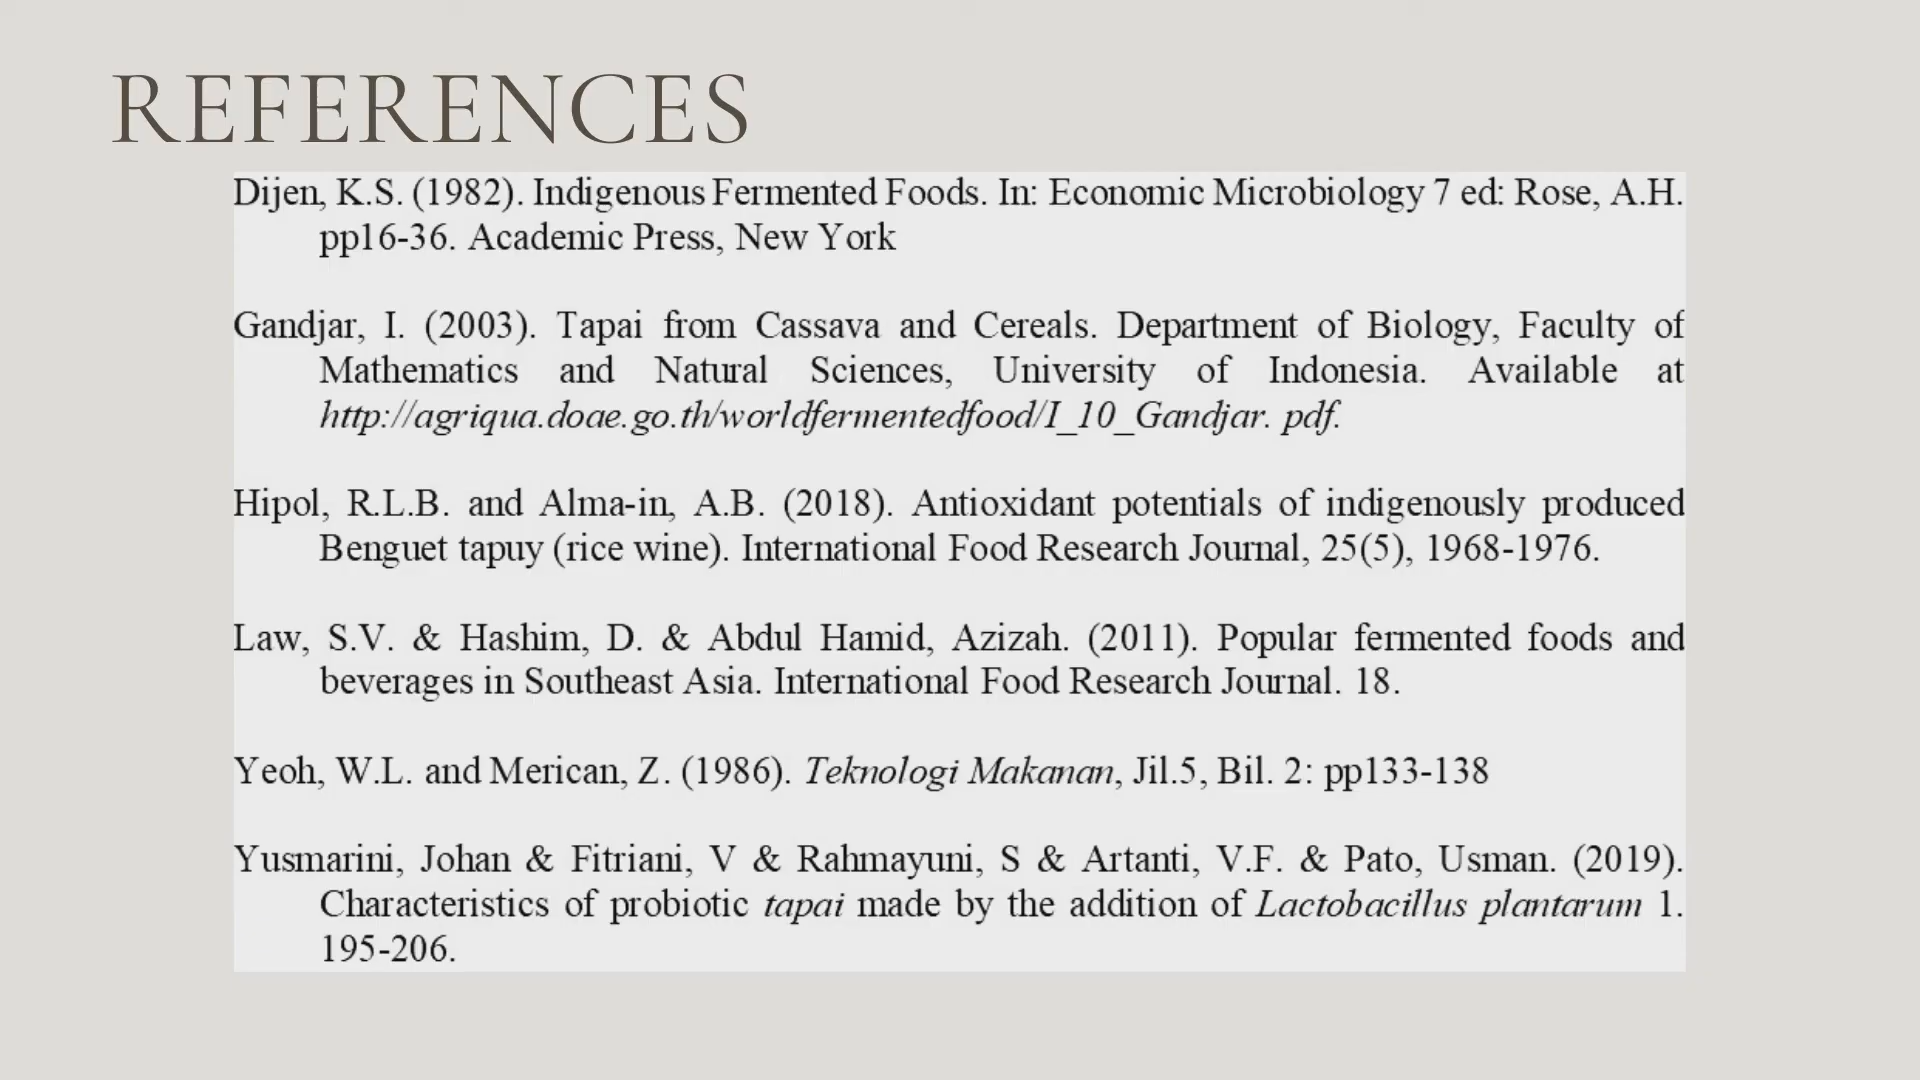 REFERENCES
Dijen, K.S. (1982). Indigenous Fermented Foods. In: Economic Microbiology 7 ed: Rose, A.H.
pp16-36. Academic Press, New York
Gandjar, I. (2003). Tapai from Cassava and Cereals. Department of Biology, Faculty of
Mathematics and Natural Sciences, University of Indonesia. Available at
http://agriqua.doae.go.th/worldfermentedfood/I_10_Gandjar. pdf.
Hipol, R.L.B. and Alma-in, A.B. (2018). Antioxidant potentials of indigenously produced
Benguet tapuy (rice wine). International Food Research Journal, 25(5), 1968-1976.
Law, S.V. & Hashim, D. & Abdul Hamid, Azizah. (2011). Popular fermented foods and
beverages in Southeast Asia. International Food Research Journal. 18.
Yeoh, W.L. and Merican, Z. (1986). Teknologi Makanan, Jil.5, Bil. 2: pp133-138
Yusmarini, Johan & Fitriani, V & Rahmayuni, S & Artanti, V.F. & Pato, Usman. (2019).
Characteristics of probiotic tapai made by the addition of Lactobacillus plantarum 1.
195-206.